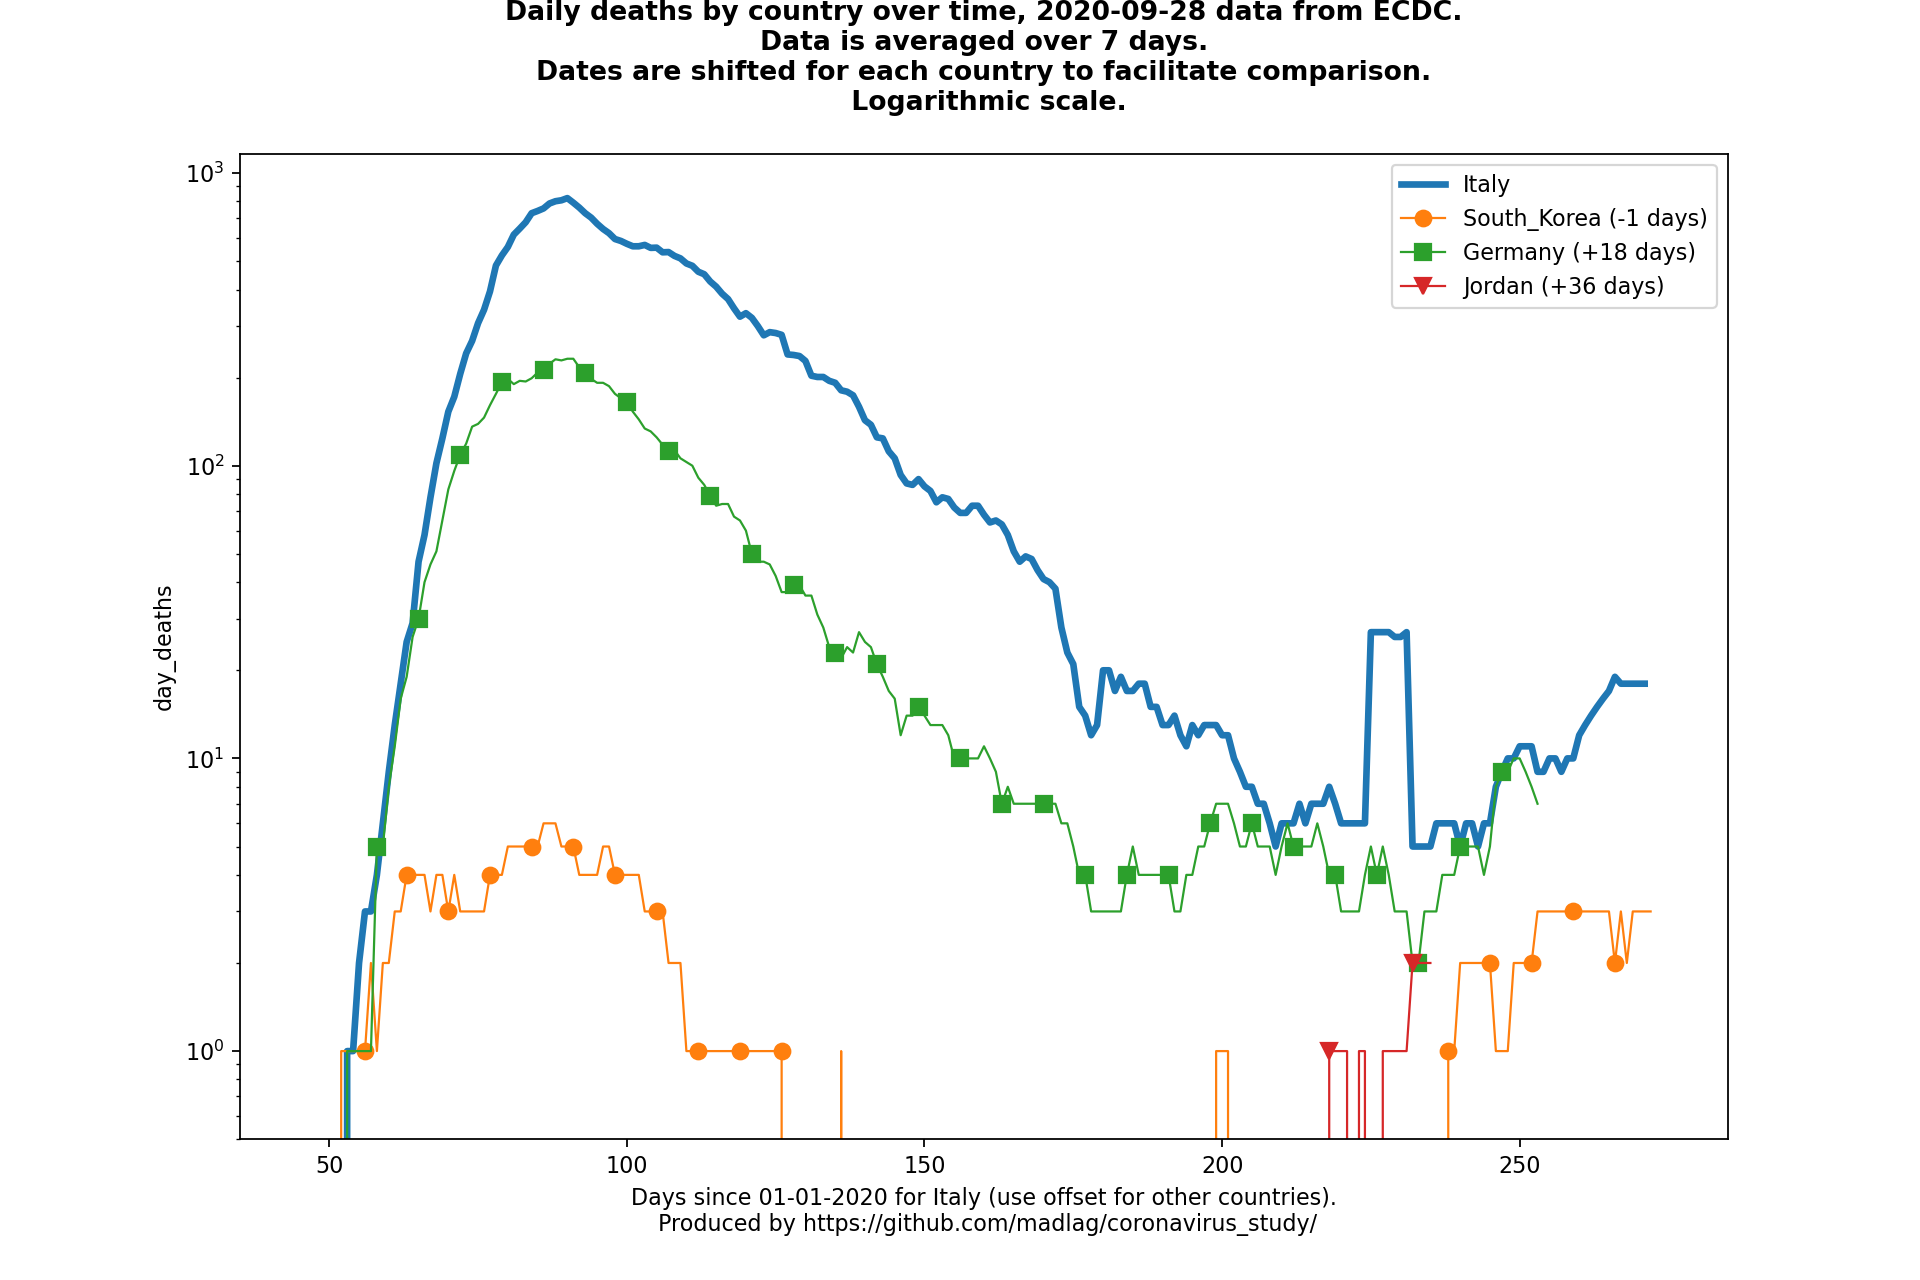 Daily deaths by country over time, 2020-09-28 data from ECDC.
Data is averaged over 7 days.
Dates are shifted for each country to facilitate comparison.
Logarithmic scale.
10³
10²
10¹
10⁰
day_deaths
Italy
South_Korea (-1 days)
Germany (+18 days)
Jordan (+36 days)
50 100 150 200 250
Days since 01-01-2020 for Italy (use offset for other countries).
Produced by https://github.com/madlag/coronavirus_study/